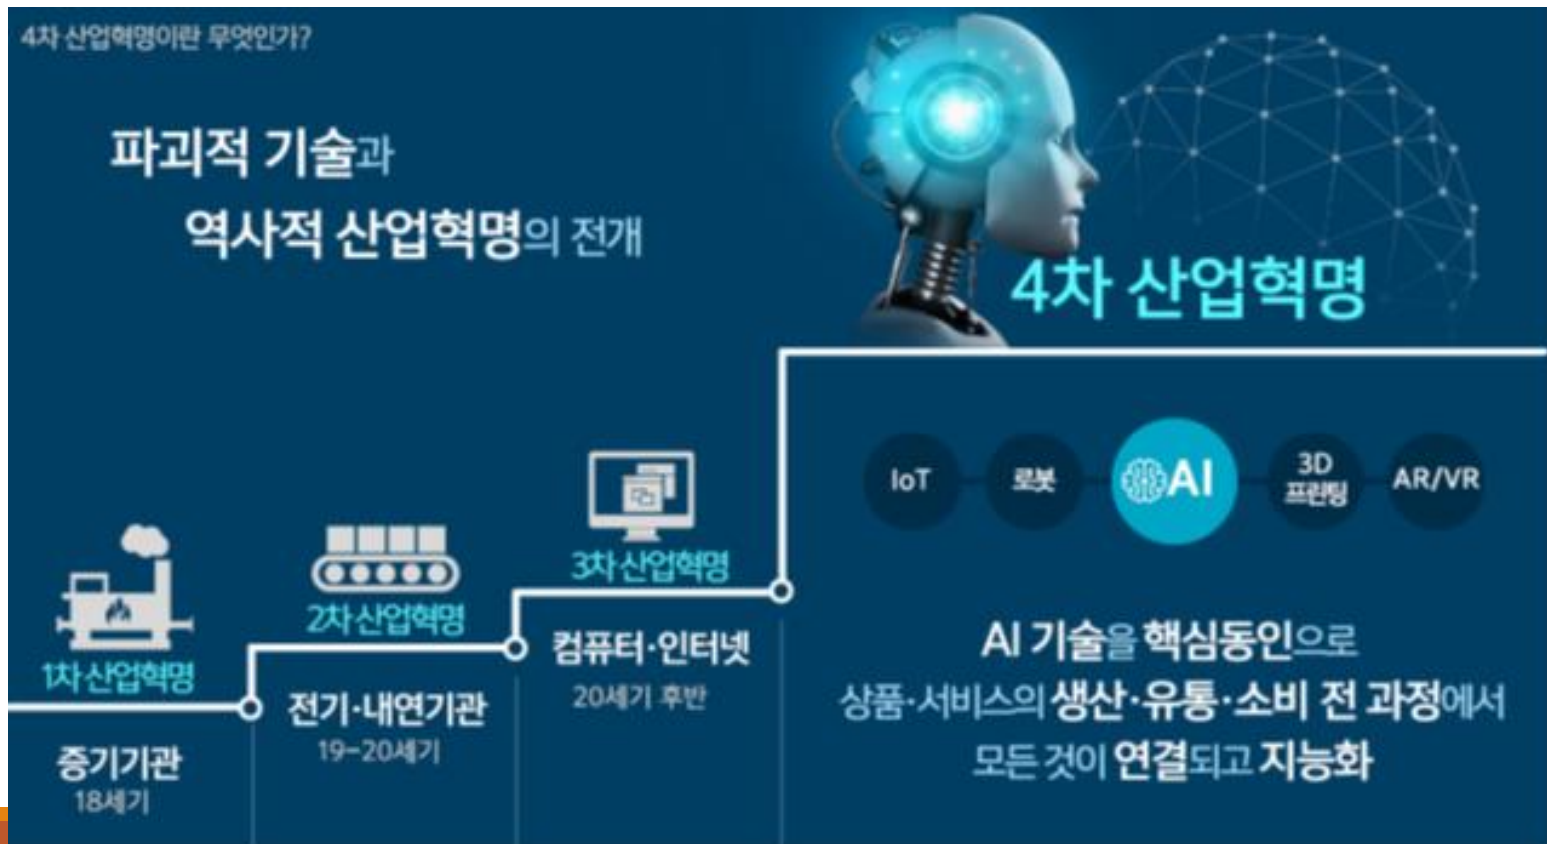 4차 산업혁명이란 무엇인가?
파괴적 기술과
역사적 산업혁명의 전개
4차 산업혁명
IoT
로봇
AI
3D
프린팅
AR/VR
3차 산업혁명
2차 산업혁명
1차 산업혁명
컴퓨터·인터넷
20세기 후반
전기·내연기관
19-20세기
증기기관
18세기
AI 기술을 핵심동인으로
상품·서비스의 생산·유통·소비 전 과정에서
모든 것이 연결되고 지능화